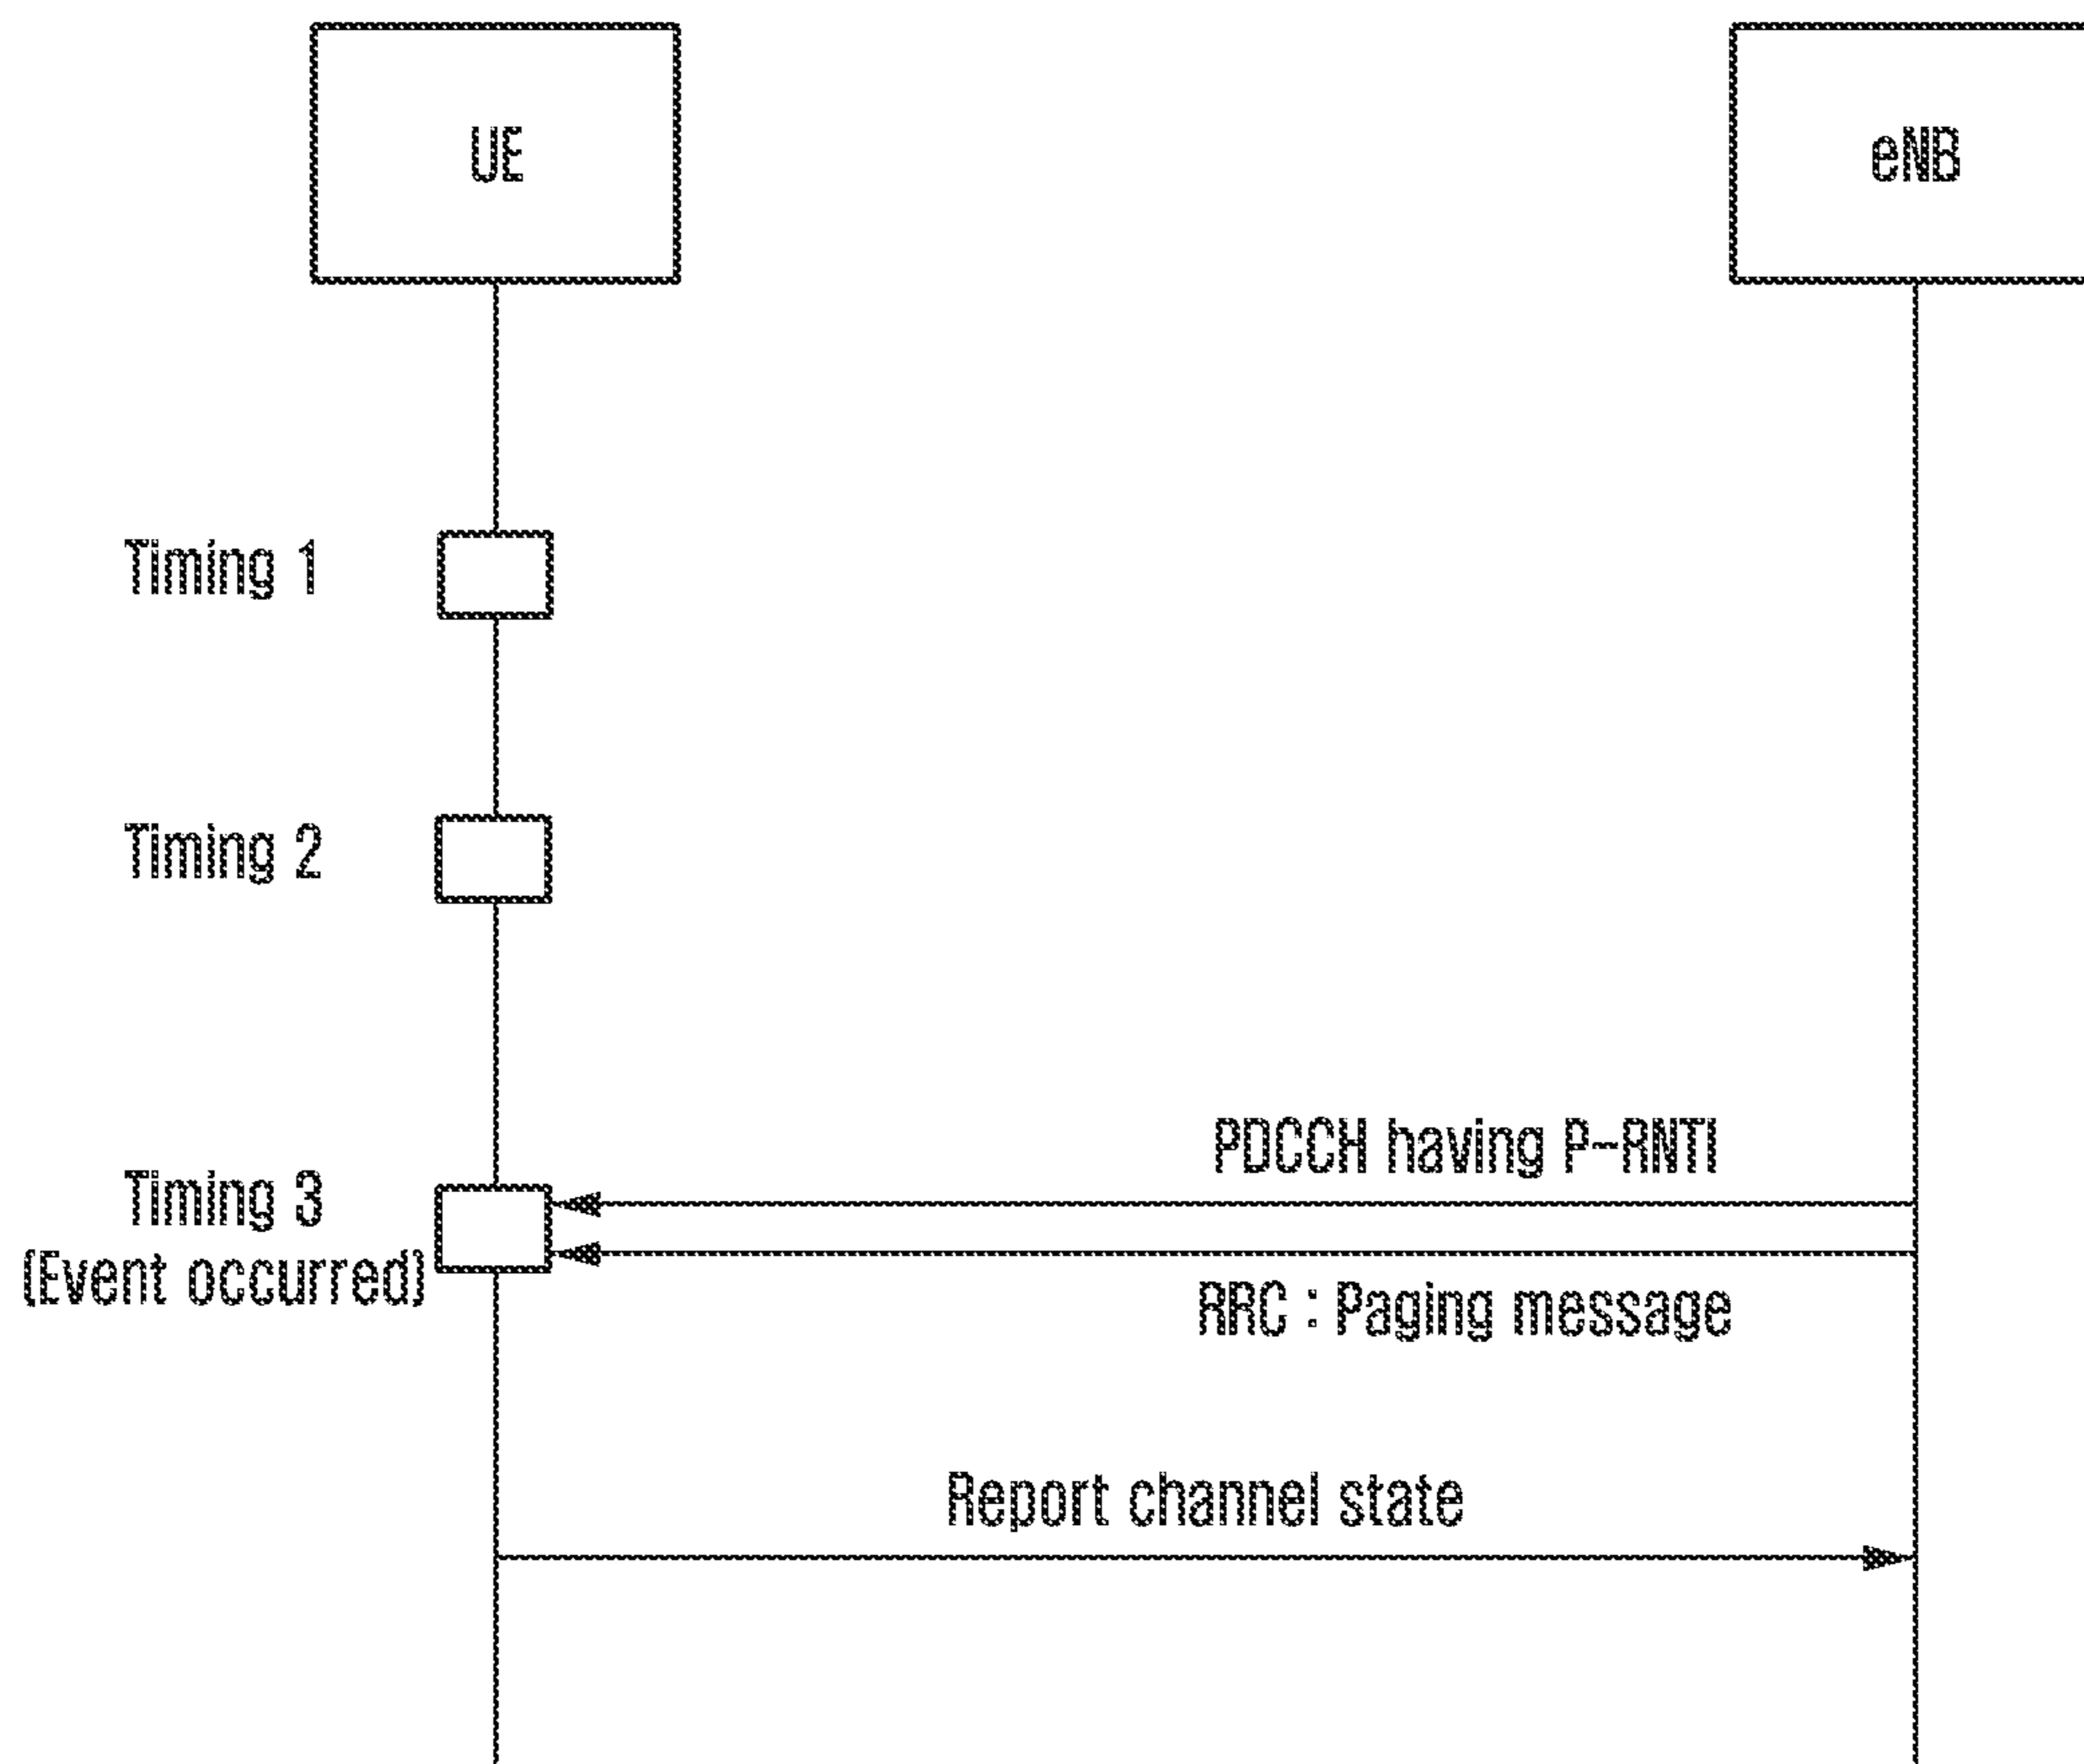 UE
eNB
Timing 1
Timing 2
PDCCH having P-RNTI
Timing 3
(Event occurred)
RRC : Paging message
Report channel state